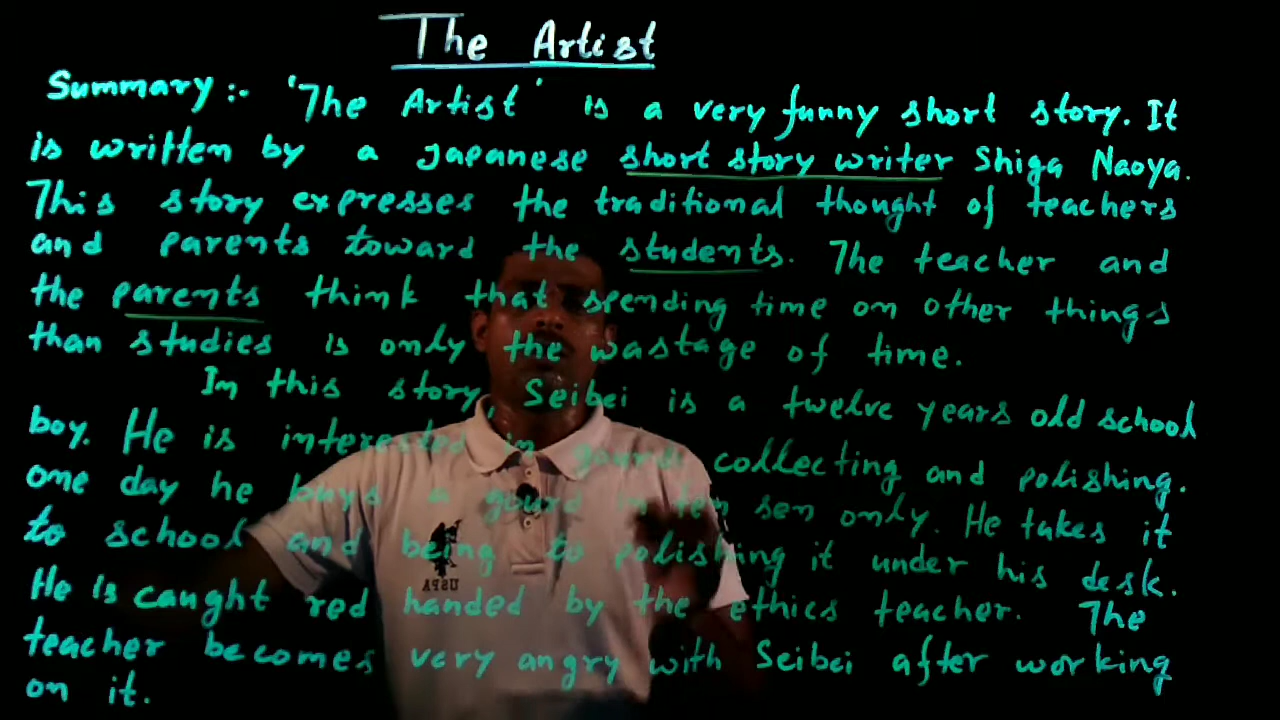 The Artist
Summary:- 'The Artist' is a very funny short story. It
is written by a Japanese short story writer Shiga Naoya.
This story expresses the traditional thought of teachers
and parents toward the students. The teacher and
the parents think that spending time on other things
than studies is only the wastage of time.
In this story, Seibei is a twelve years old school
boy. He is interested in gourds collecting and polishing.
one day he buys a gourd in ten sen only. He takes it
to school and being to polishing it under his desk.
He is caught red handed by the ethics teacher. The
teacher becomes very angry with Seibei after working
on it.
USPA